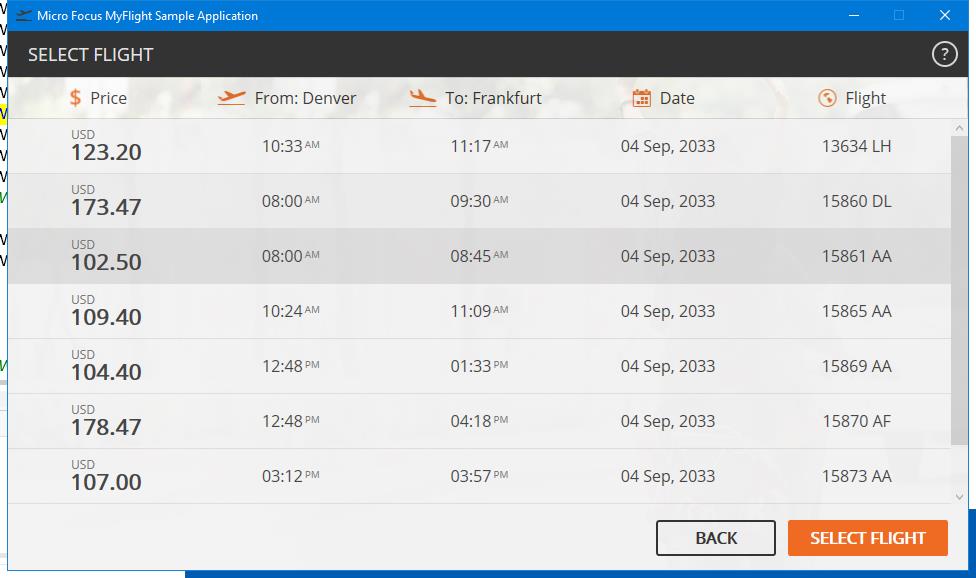 Micro Focus MyFlight Sample Application
SELECT FLIGHT
?
$ Price From: Denver To: Frankfurt Date Flight
USD
123.20 10:33 AM 11:17 AM 04 Sep, 2033 13634 LH
USD
173.47 08:00 AM 09:30 AM 04 Sep, 2033 15860 DL
USD
102.50 08:00 AM 08:45 AM 04 Sep, 2033 15861 AA
USD
109.40 10:24 AM 11:09 AM 04 Sep, 2033 15865 AA
USD
104.40 12:48 PM 01:33 PM 04 Sep, 2033 15869 AA
USD
178.47 12:48 PM 04:18 PM 04 Sep, 2033 15870 AF
USD
107.00 03:12 PM 03:57 PM 04 Sep, 2033 15873 AA
BACK SELECT FLIGHT